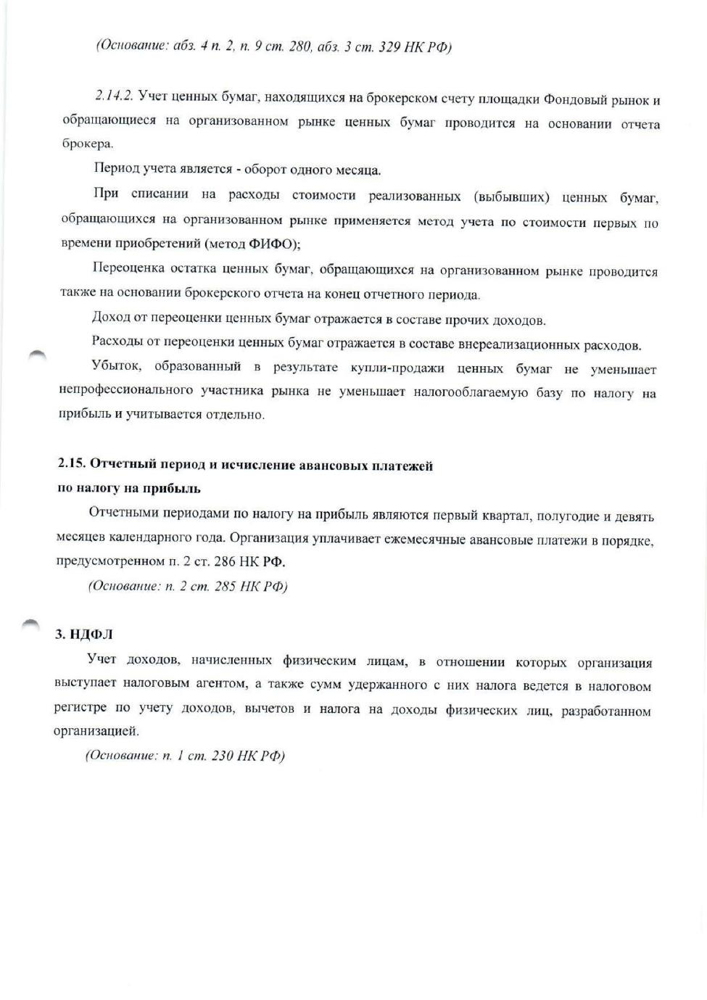 (Основание: абз. 4 п. 2, п. 9 ст. 280, абз. 3 ст. 329 НК РФ)
2.14.2. Учет ценных бумаг, находящихся на брокерском счету площадки Фондовый рынок и
обращающиеся на организованном рынке ценных бумаг проводится на основании отчета
брокера.
Период учета является - оборот одного месяца.
При списании на расходы стоимости реализованных (выбывших) ценных бумаг,
обращающихся на организованном рынке применяется метод учета по стоимости первых по
времени приобретений (метод ФИФО);
Переоценка остатка ценных бумаг, обращающихся на организованном рынке проводится
также на основании брокерского отчета на конец отчетного периода.
Доход от переоценки ценных бумаг отражается в составе прочих доходов.
Расходы от переоценки ценных бумаг отражается в составе внереализационных расходов.
Убыток, образованный в результате купли-продажи ценных бумаг не уменьшает
непрофессионального участника рынка не уменьшает налогооблагаемую базу по налогу на
прибыль и учитывается отдельно.
2.15. Отчетный период и исчисление авансовых платежей
по налогу на прибыль
Отчетными периодами по налогу на прибыль являются первый квартал, полугодие и девять
месяцев календарного года. Организация уплачивает ежемесячные авансовые платежи в порядке,
предусмотренном п. 2 ст. 286 НК РФ.
(Основание: п. 2 ст. 285 НК РФ)
3. НДФЛ
Учет доходов, начисленных физическим лицам, в отношении которых организация
выступает налоговым агентом, а также сумм удержанного с них налога ведется в налоговом
регистре по учету доходов, вычетов и налога на доходы физических лиц, разработанном
организацией.
(Основание: п. 1 ст. 230 НК РФ)